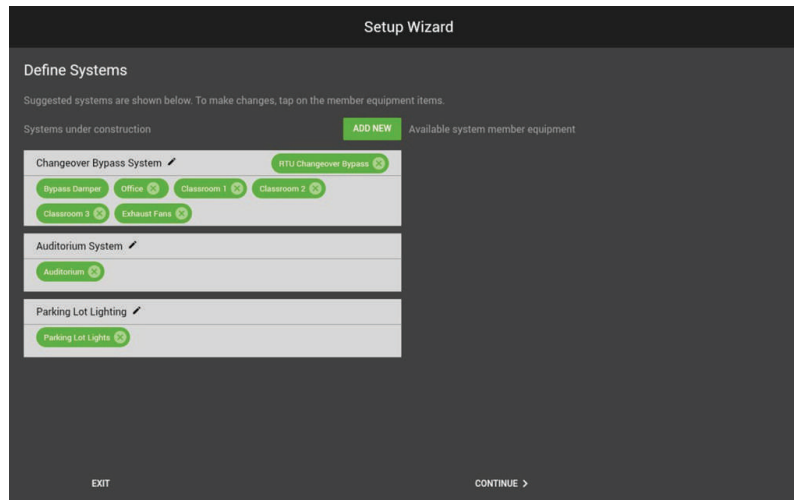 Setup Wizard
Define Systems
Suggested systems are shown below. To make changes, tap on the member equipment items.
Systems under construction
ADD NEW
Available system member equipment
Changeover Bypass System
RTU Changeover Bypass
Bypass Damper Office Classroom 1 Classroom 2
Classroom 3 Exhaust Fans
Auditorium System
Auditorium
Parking Lot Lighting
Parking Lot Lights
EXIT
CONTINUE >